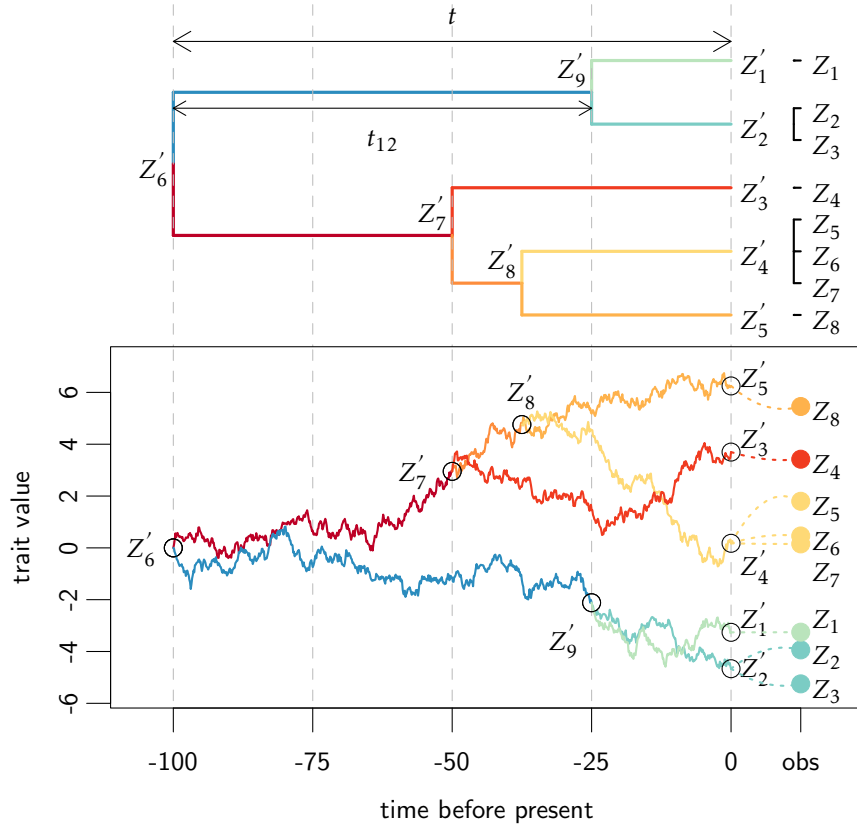 t
Z'9
Z'1 - Z1
t12
Z'2 [ Z2
Z3
Z'6
Z'7
Z'3 - Z4
Z5
Z'8
Z'4 Z6
Z7
Z'5 - Z8
6
4
2
0
-2
-4
-6
trait value
Z'6
Z'7
Z'8
Z'9
Z'5
Z8
Z'3
Z4
Z5
Z6
Z'4
Z7
Z'1
Z1
Z2
Z'2
Z3
-100 -75 -50 -25 0 obs
time before present